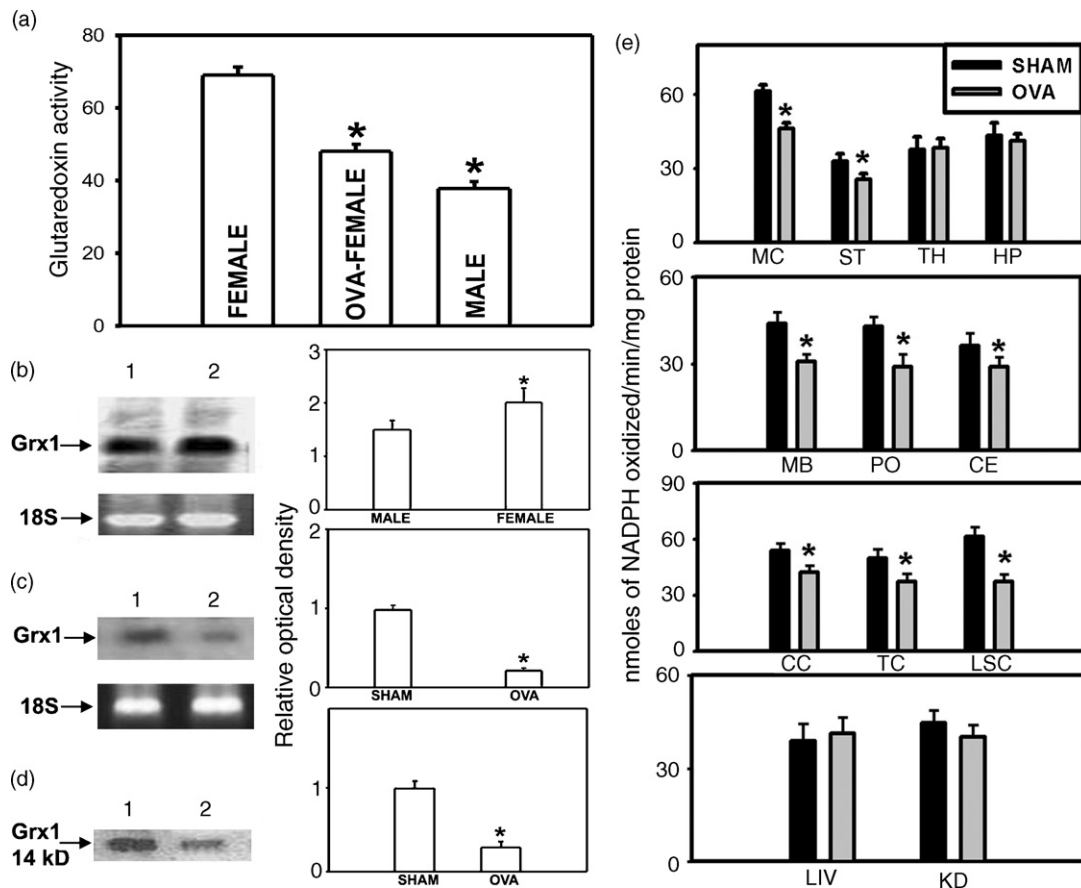 (a)
80
60
40
20
0
Glutaredoxin activity
FEMALE
OVA-FEMALE
MALE
*
*
(b)
1 2
Grx1
18S
3
2
1
0
*
MALE FEMALE
(c)
1 2
Grx1
18S
2
1
0
*
SHAM OVA
(d)
1 2
Grx1
14 kD
1
0
*
SHAM OVA
Relative optical density
(e)
SHAM
OVA
nmoles of NADPH oxidized/min/mg protein
60
30
0
* *
MC ST TH HP
60
30
0
* * *
MB PO CE
90
60
30
0
* * *
CC TC LSC
60
30
0
LIV KD